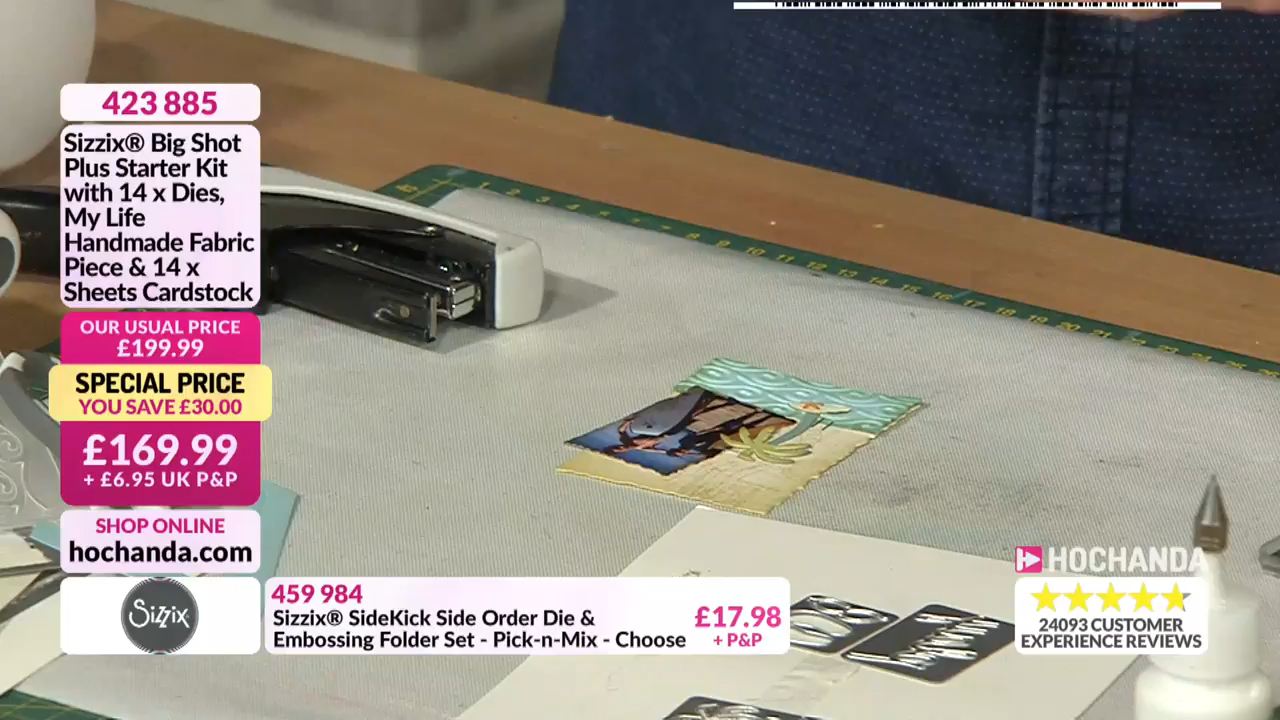 423 885
Sizzix® Big Shot
Plus Starter Kit
with 14 x Dies,
My Life
Handmade Fabric
Piece & 14 x
Sheets Cardstock
OUR USUAL PRICE
£199.99
SPECIAL PRICE
YOU SAVE £30.00
£169.99
+ £6.95 UK P&P
SHOP ONLINE
hochanda.com
Sizzix
459 984
Sizzix® SideKick Side Order Die &
Embossing Folder Set - Pick-n-Mix - Choose
£17.98
+ P&P
HOCHANDA
24093 CUSTOMER
EXPERIENCE REVIEWS